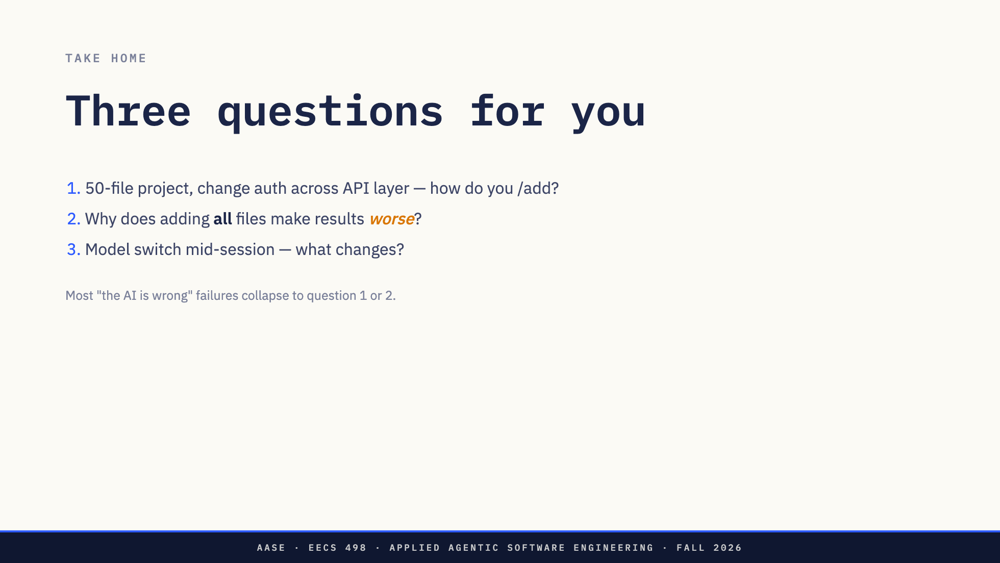 TAKE HOME
Three questions for you
1. 50-file project, change auth across API layer — how do you /add?
2. Why does adding all files make results worse?
3. Model switch mid-session — what changes?
Most "the AI is wrong" failures collapse to question 1 or 2.
AASE · EECS 498 · APPLIED AGENTIC SOFTWARE ENGINEERING · FALL 2026